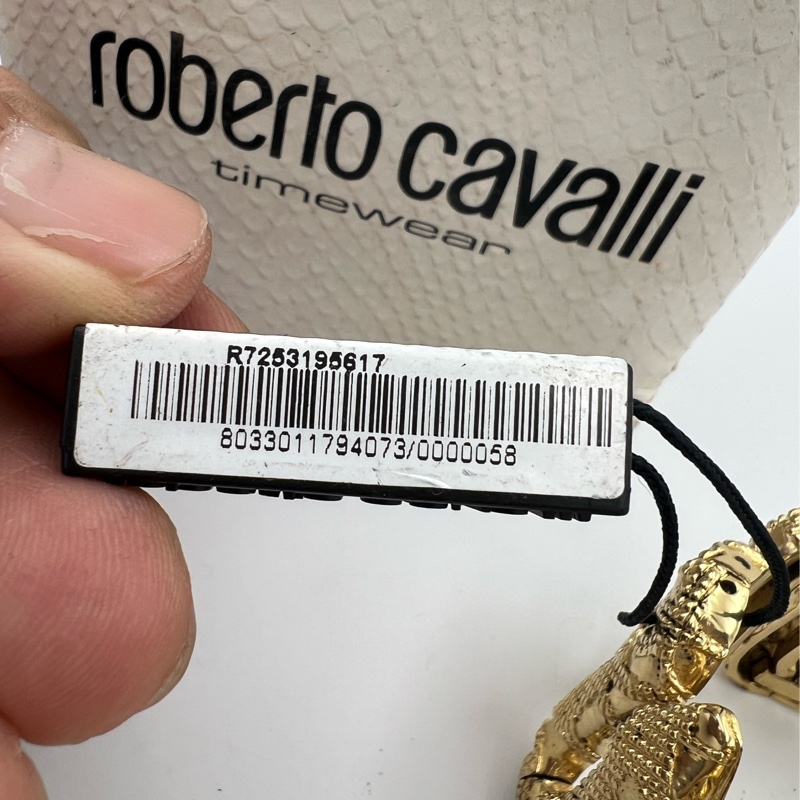 roberto cavalli
timewear
R7253195617
8033011794073/0000058